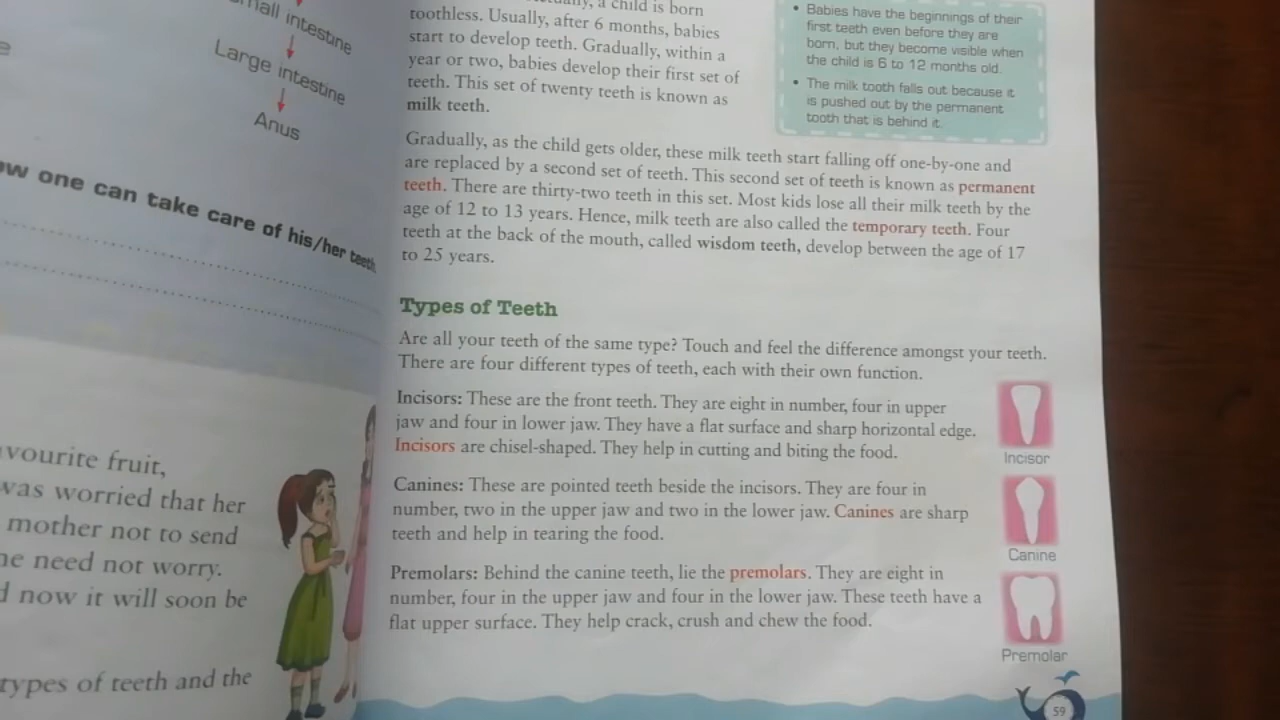 mall intestine
Large intestine
Anus
ow one can take care of his/her teeth
vourite fruit,
was worried that her
mother not to send
he need not worry.
d now it will soon be
types of teeth and the
a child is born
toothless. Usually, after 6 months, babies
start to develop teeth. Gradually, within a
year or two, babies develop their first set of
teeth. This set of twenty teeth is known as
milk teeth.
• Babies have the beginnings of their
first teeth even before they are
born, but they become visible when
the child is 6 to 12 months old.
• The milk tooth falls out because it
is pushed out by the permanent
tooth that is behind it.
Gradually, as the child gets older, these milk teeth start falling off one-by-one and
are replaced by a second set of teeth. This second set of teeth is known as permanent
teeth. There are thirty-two teeth in this set. Most kids lose all their milk teeth by the
age of 12 to 13 years. Hence, milk teeth are also called the temporary teeth. Four
teeth at the back of the mouth, called wisdom teeth, develop between the age of 17
to 25 years.
Types of Teeth
Are all your teeth of the same type? Touch and feel the difference amongst your teeth.
There are four different types of teeth, each with their own function.
Incisors: These are the front teeth. They are eight in number, four in upper
jaw and four in lower jaw. They have a flat surface and sharp horizontal edge.
Incisors are chisel-shaped. They help in cutting and biting the food.
Incisor
Canines: These are pointed teeth beside the incisors. They are four in
number, two in the upper jaw and two in the lower jaw. Canines are sharp
teeth and help in tearing the food.
Canine
Premolars: Behind the canine teeth, lie the premolars. They are eight in
number, four in the upper jaw and four in the lower jaw. These teeth have a
flat upper surface. They help crack, crush and chew the food.
Premolar
59